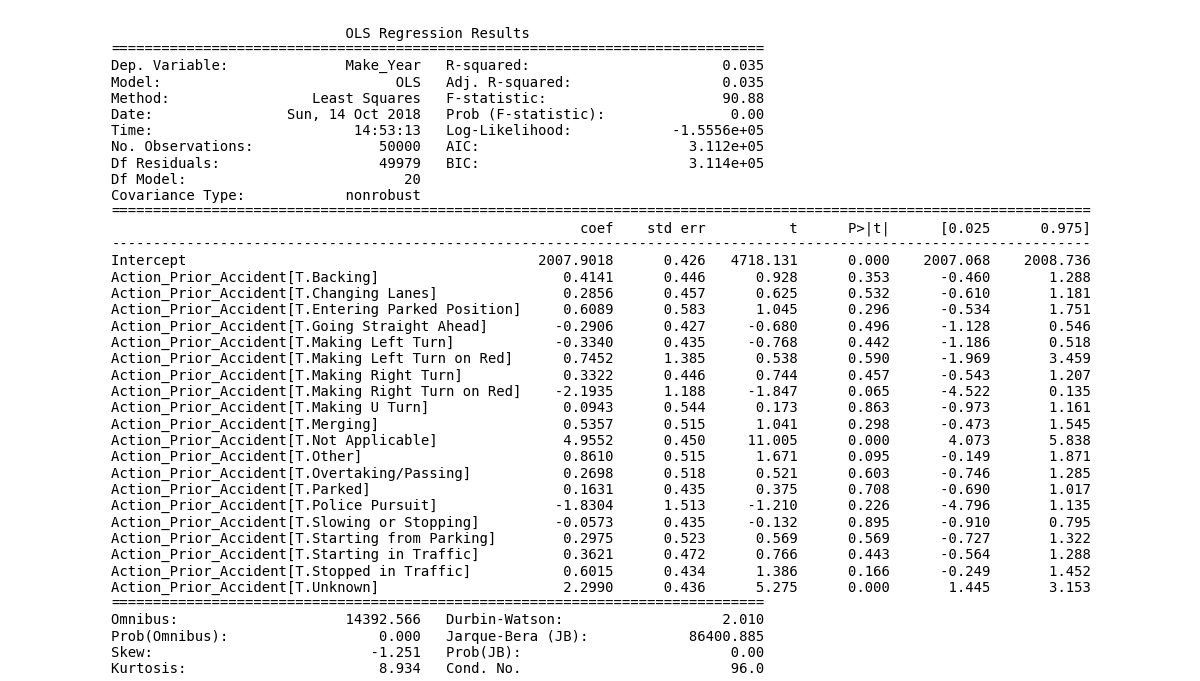 OLS Regression Results
==============================================================================
Dep. Variable: Make_Year R-squared: 0.035
Model: OLS Adj. R-squared: 0.035
Method: Least Squares F-statistic: 90.88
Date: Sun, 14 Oct 2018 Prob (F-statistic): 0.00
Time: 14:53:13 Log-Likelihood: -1.5556e+05
No. Observations: 50000 AIC: 3.112e+05
Df Residuals: 49979 BIC: 3.114e+05
Df Model: 20
Covariance Type: nonrobust
=====================================================================================================================
coef std err t P>|t| [0.025 0.975]
---------------------------------------------------------------------------------------------------------------------
Intercept 2007.9018 0.426 4718.131 0.000 2007.068 2008.736
Action_Prior_Accident[T.Backing] 0.4141 0.446 0.928 0.353 -0.460 1.288
Action_Prior_Accident[T.Changing Lanes] 0.2856 0.457 0.625 0.532 -0.610 1.181
Action_Prior_Accident[T.Entering Parked Position] 0.6089 0.583 1.045 0.296 -0.534 1.751
Action_Prior_Accident[T.Going Straight Ahead] -0.2906 0.427 -0.680 0.496 -1.128 0.546
Action_Prior_Accident[T.Making Left Turn] -0.3340 0.435 -0.768 0.442 -1.186 0.518
Action_Prior_Accident[T.Making Left Turn on Red] 0.7452 1.385 0.538 0.590 -1.969 3.459
Action_Prior_Accident[T.Making Right Turn] 0.3322 0.446 0.744 0.457 -0.543 1.207
Action_Prior_Accident[T.Making Right Turn on Red] -2.1935 1.188 -1.847 0.065 -4.522 0.135
Action_Prior_Accident[T.Making U Turn] 0.0943 0.544 0.173 0.863 -0.973 1.161
Action_Prior_Accident[T.Merging] 0.5357 0.515 1.041 0.298 -0.473 1.545
Action_Prior_Accident[T.Not Applicable] 4.9552 0.450 11.005 0.000 4.073 5.838
Action_Prior_Accident[T.Other] 0.8610 0.515 1.671 0.095 -0.149 1.871
Action_Prior_Accident[T.Overtaking/Passing] 0.2698 0.518 0.521 0.603 -0.746 1.285
Action_Prior_Accident[T.Parked] 0.1631 0.435 0.375 0.708 -0.690 1.017
Action_Prior_Accident[T.Police Pursuit] -1.8304 1.513 -1.210 0.226 -4.796 1.135
Action_Prior_Accident[T.Slowing or Stopping] -0.0573 0.435 -0.132 0.895 -0.910 0.795
Action_Prior_Accident[T.Starting from Parking] 0.2975 0.523 0.569 0.569 -0.727 1.322
Action_Prior_Accident[T.Starting in Traffic] 0.3621 0.472 0.766 0.443 -0.564 1.288
Action_Prior_Accident[T.Stopped in Traffic] 0.6015 0.434 1.386 0.166 -0.249 1.452
Action_Prior_Accident[T.Unknown] 2.2990 0.436 5.275 0.000 1.445 3.153
==============================================================================
Omnibus: 14392.566 Durbin-Watson: 2.010
Prob(Omnibus): 0.000 Jarque-Bera (JB): 86400.885
Skew: -1.251 Prob(JB): 0.00
Kurtosis: 8.934 Cond. No. 96.0